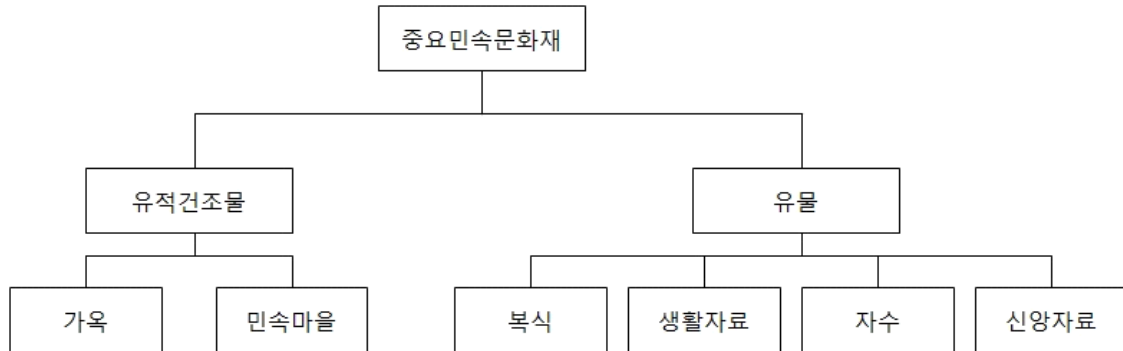 중요민속문화재
유적건조물
유물
가옥
민속마을
복식
생활자료
자수
신앙자료